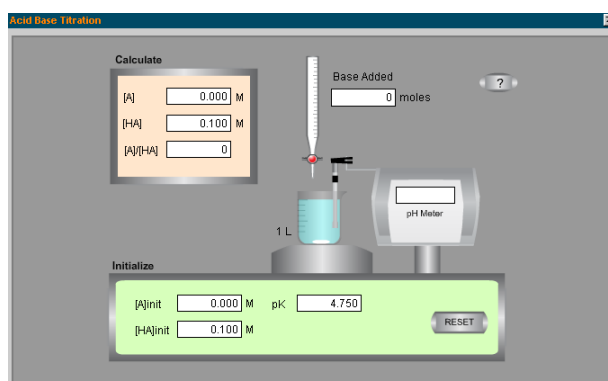 Acid Base Titration
Calculate
[A] 0.000 M
[HA] 0.100 M
[A]/[HA] 0
Base Added
0 moles
?
pH Meter
1 L
Initialize
[A]init 0.000 M pK 4.750
[HA]init 0.100 M
RESET